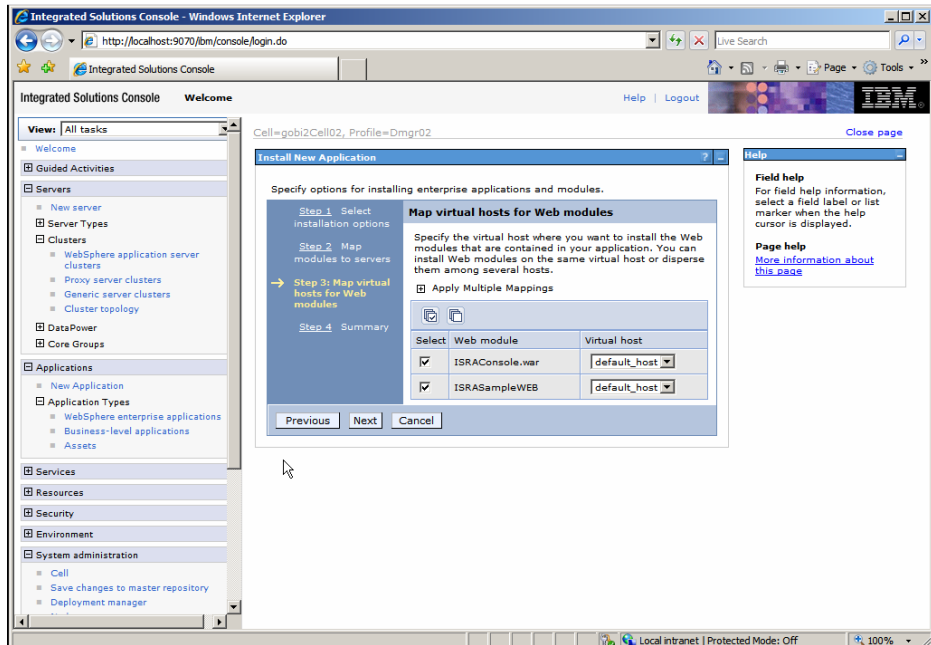 Integrated Solutions Console - Windows Internet Explorer
http://localhost:9070/ibm/console/login.do
Live Search
Integrated Solutions Console
Page
Tools
»
Integrated Solutions Console Welcome
Help | Logout
IBM.
View: All tasks
Welcome
Guided Activities
Servers
New server
Server Types
Clusters
WebSphere application server
clusters
Proxy server clusters
Generic server clusters
Cluster topology
DataPower
Core Groups
Applications
New Application
Application Types
WebSphere enterprise applications
Business-level applications
Assets
Services
Resources
Security
Environment
System administration
Cell
Save changes to master repository
Deployment manager
Cell=gobi2Cell02, Profile=Dmgr02
Close page
Install New Application
?
Specify options for installing enterprise applications and modules.
Step 1 Select
installation options
Step 2 Map
modules to servers
Step 3: Map virtual
hosts for Web
modules
Step 4 Summary
Map virtual hosts for Web modules
Specify the virtual host where you want to install the Web
modules that are contained in your application. You can
install Web modules on the same virtual host or disperse
them among several hosts.
Apply Multiple Mappings
Select Web module Virtual host
ISRAConsole.war default_host
ISRASampleWEB default_host
Previous Next Cancel
Help
Field help
For field help information,
select a field label or list
marker when the help
cursor is displayed.
Page help
More information about
this page
Local intranet | Protected Mode: Off
100%